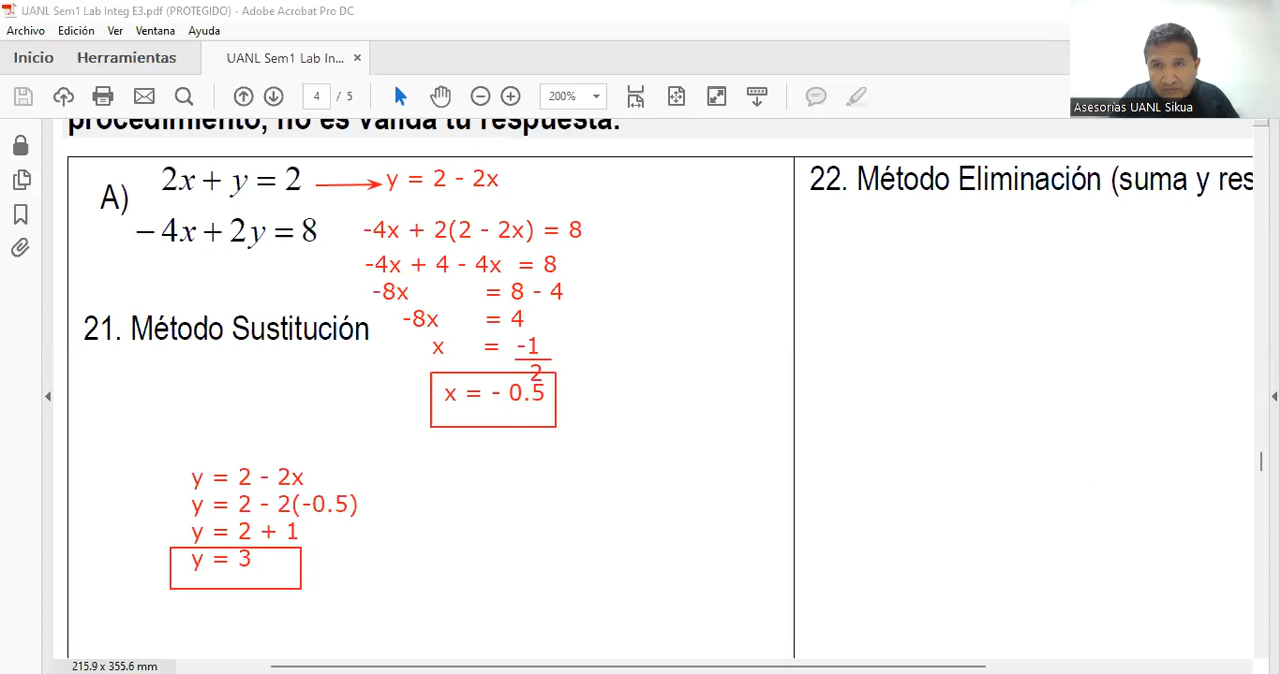 UANL Sem1 Lab Integ E3.pdf (PROTEGIDO) - Adobe Acrobat Pro DC
Archivo Edición Ver Ventana Ayuda
Inicio Herramientas UANL Sem1 Lab In... ×
4 / 5 200%
Asesorías UANL Sikua
procedimiento, no es válida tu respuesta.
A) 2x + y = 2 y = 2 - 2x
− 4x + 2y = 8 -4x + 2(2 - 2x) = 8
-4x + 4 - 4x = 8
-8x = 8 - 4
21. Método Sustitución -8x = 4
x = -1
2
x = - 0.5
y = 2 - 2x
y = 2 - 2(-0.5)
y = 2 + 1
y = 3
22. Método Eliminación (suma y res
215.9 x 355.6 mm